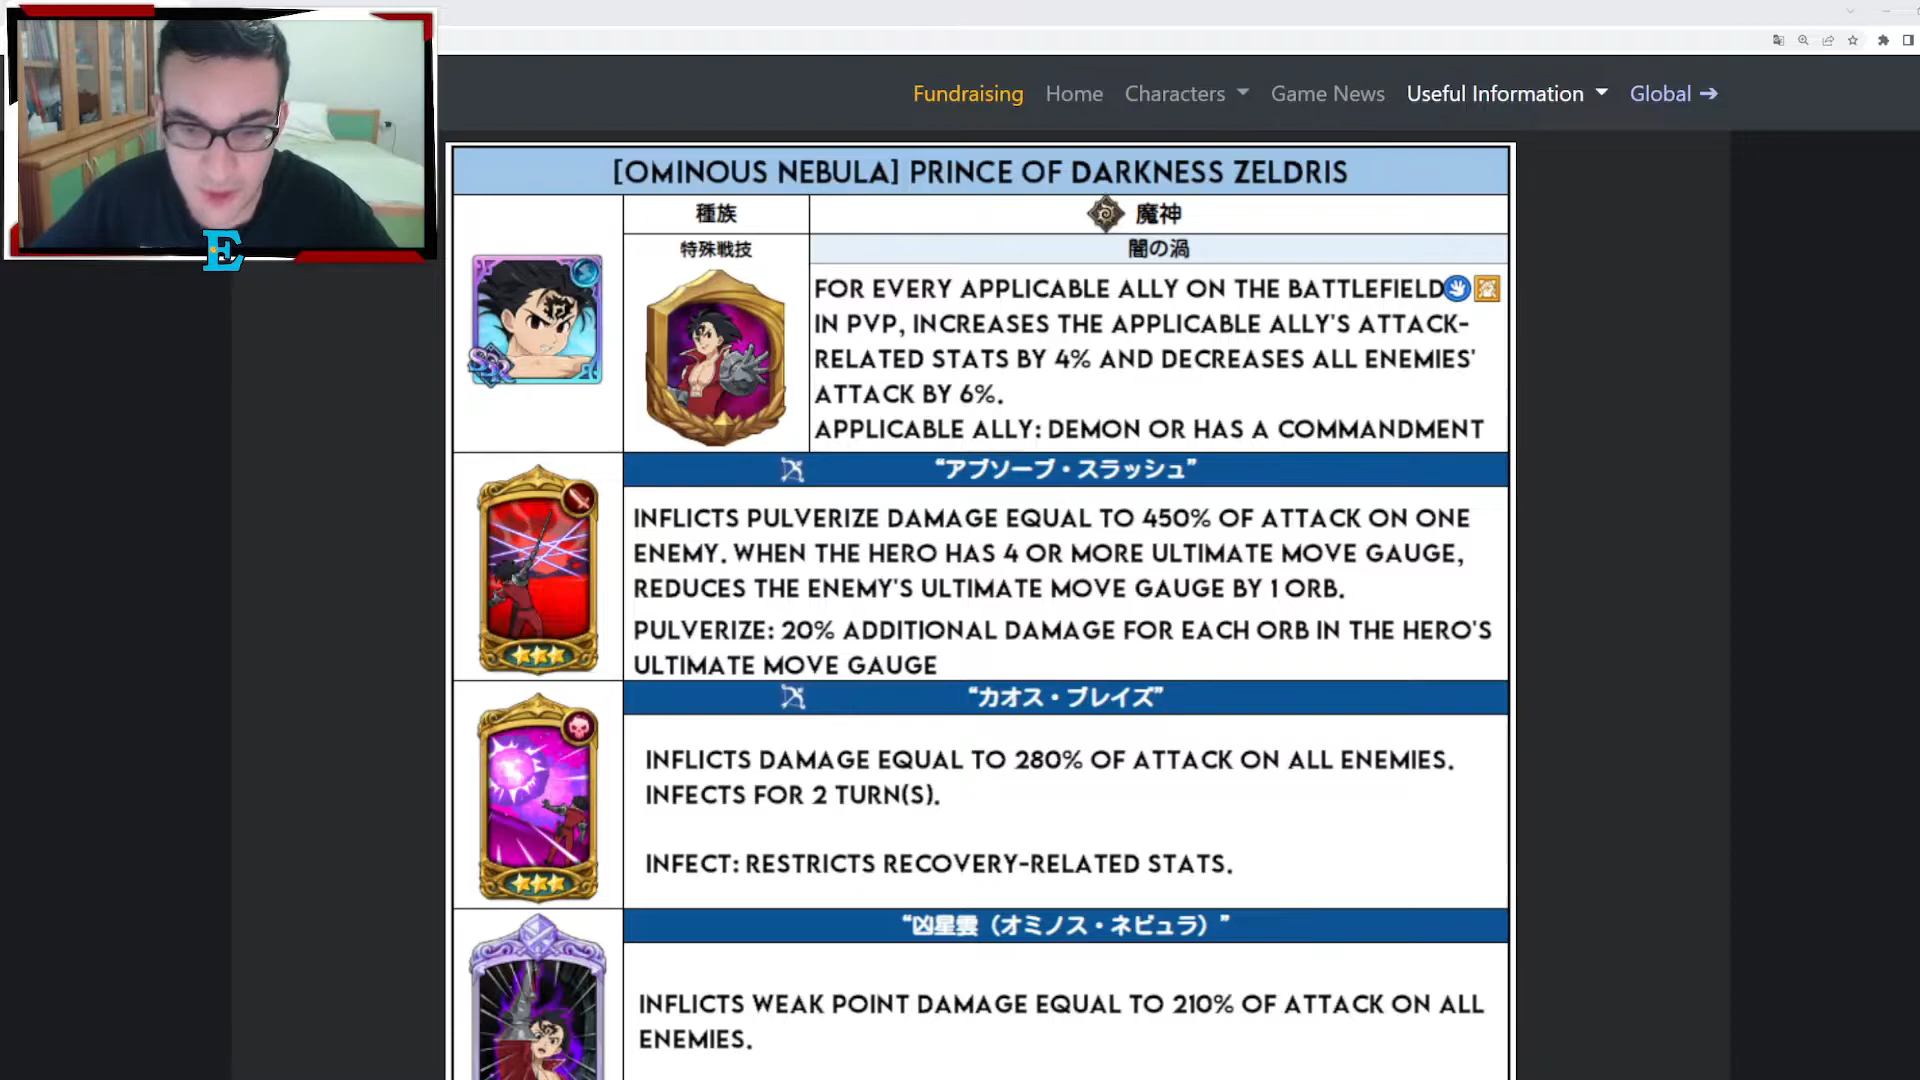 Fundraising Home Characters Game News Useful Information Global →
[OMINOUS NEBULA] PRINCE OF DARKNESS ZELDRIS
種族
魔神
特殊戦技
闇の渦
FOR EVERY APPLICABLE ALLY ON THE BATTLEFIELD
IN PVP, INCREASES THE APPLICABLE ALLY'S ATTACK-
RELATED STATS BY 4% AND DECREASES ALL ENEMIES'
ATTACK BY 6%.
APPLICABLE ALLY: DEMON OR HAS A COMMANDMENT
SSR
E
“アブソーブ・スラッシュ”
INFLICTS PULVERIZE DAMAGE EQUAL TO 450% OF ATTACK ON ONE
ENEMY. WHEN THE HERO HAS 4 OR MORE ULTIMATE MOVE GAUGE,
REDUCES THE ENEMY'S ULTIMATE MOVE GAUGE BY 1 ORB.
PULVERIZE: 20% ADDITIONAL DAMAGE FOR EACH ORB IN THE HERO'S
ULTIMATE MOVE GAUGE
“カオス・ブレイズ”
INFLICTS DAMAGE EQUAL TO 280% OF ATTACK ON ALL ENEMIES.
INFECTS FOR 2 TURN(S).
INFECT: RESTRICTS RECOVERY-RELATED STATS.
“凶星雲（オミノス・ネビュラ）”
INFLICTS WEAK POINT DAMAGE EQUAL TO 210% OF ATTACK ON ALL
ENEMIES.